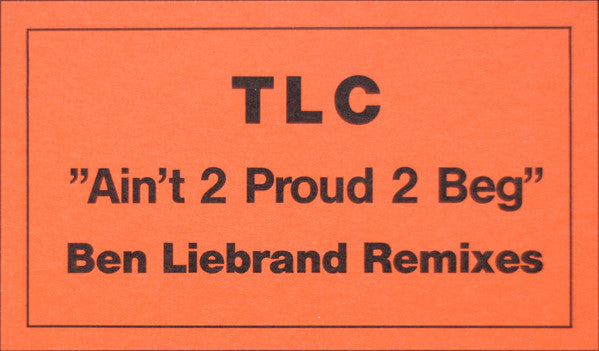 TLC
”Ain't 2 Proud 2 Beg”
Ben Liebrand Remixes